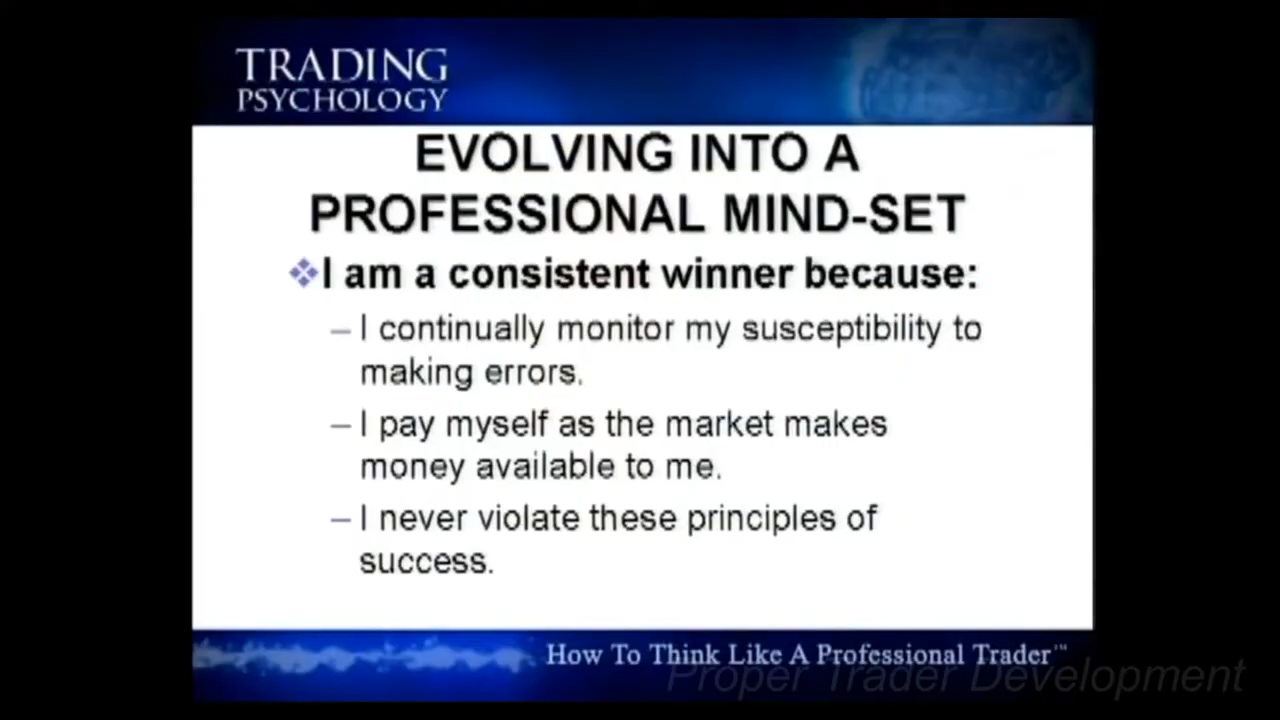 TRADING
PSYCHOLOGY
EVOLVING INTO A
PROFESSIONAL MIND-SET
I am a consistent winner because:
– I continually monitor my susceptibility to
making errors.
– I pay myself as the market makes
money available to me.
– I never violate these principles of
success.
How To Think Like A Professional Trader™
Proper Trader Development